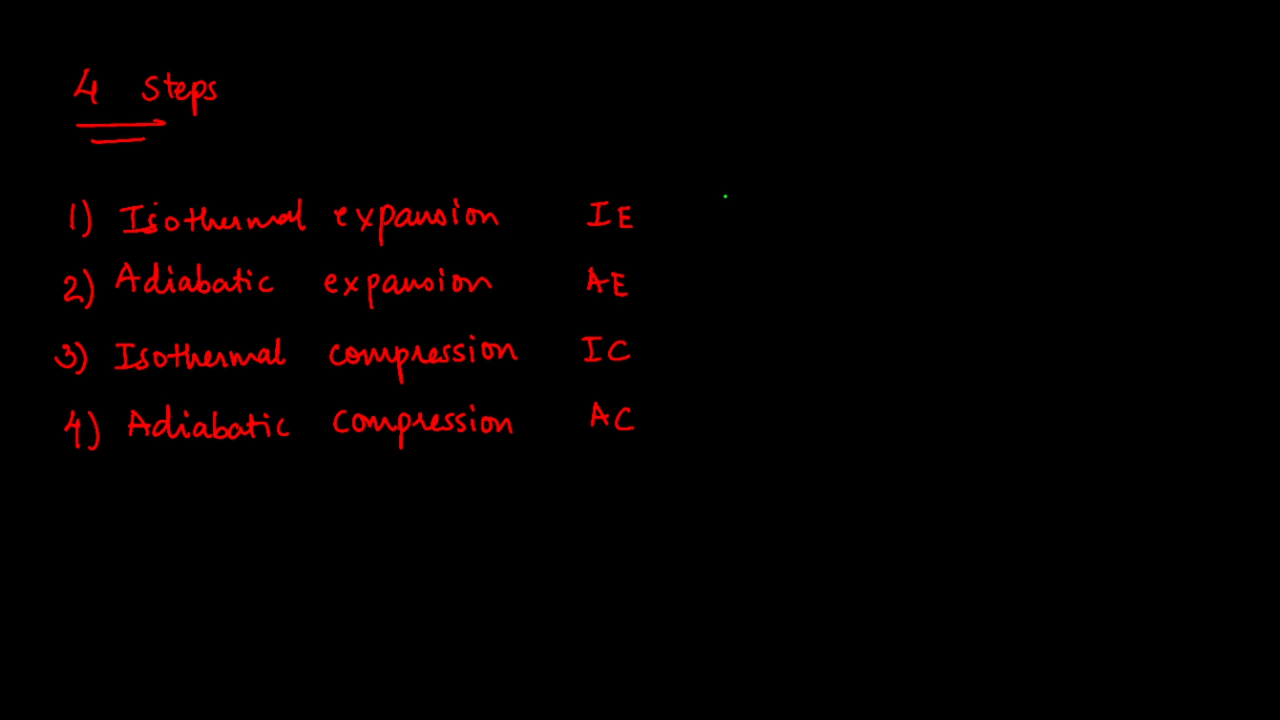 4 Steps
1) Isothermal expansion IE
2) Adiabatic expansion AE
3) Isothermal compression IC
4) Adiabatic compression AC